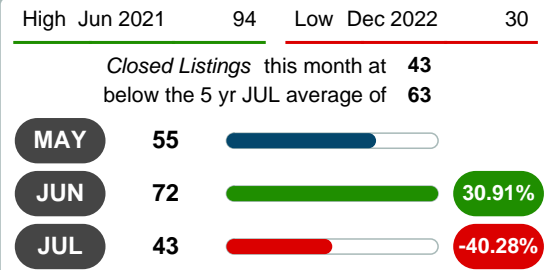 High Jun 2021 94 Low Dec 2022 30
Closed Listings this month at 43
below the 5 yr JUL average of 63
MAY 55
JUN 72 30.91%
JUL 43 -40.28%